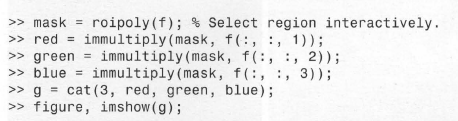 >> mask = roipoly(f); % Select region interactively.
>> red = immultiply(mask, f(:, :, 1));
>> green = immultiply(mask, f(:, :, 2));
>> blue = immultiply(mask, f(:, :, 3));
>> g = cat(3, red, green, blue);
>> figure, imshow(g);